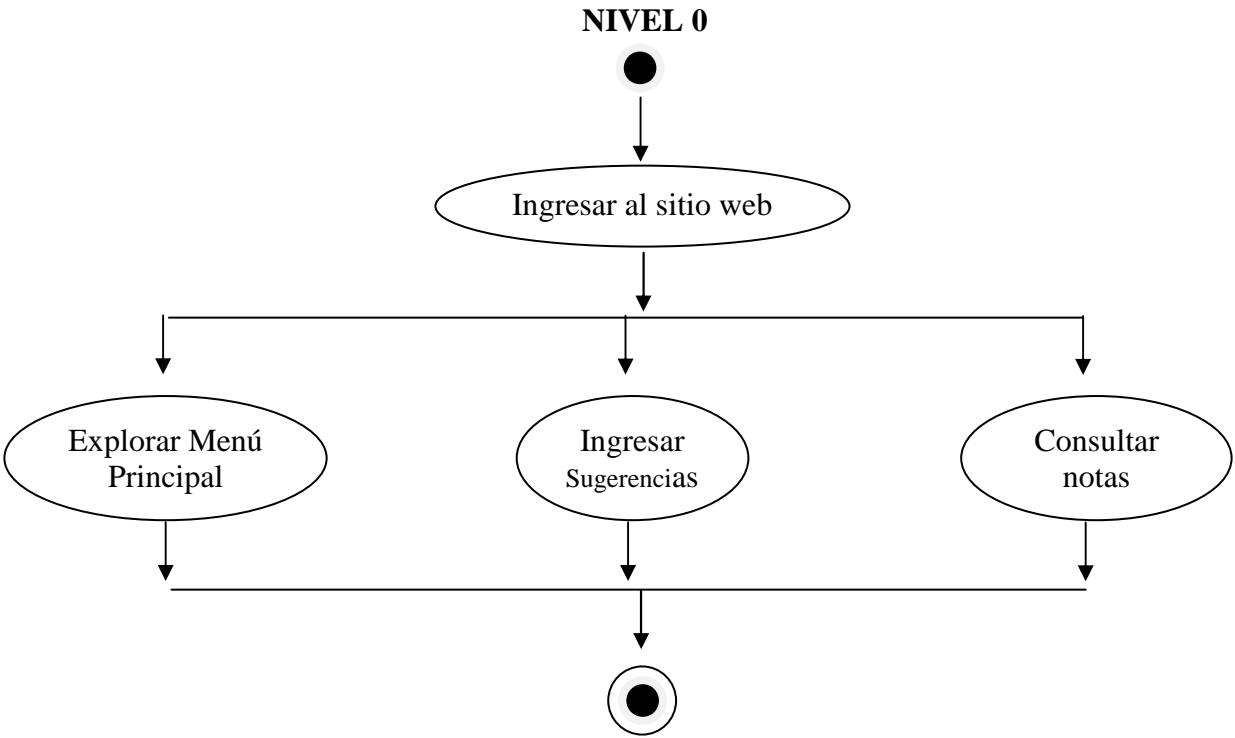 NIVEL 0
Ingresar al sitio web
Explorar Menú
Principal
Ingresar
Sugerencias
Consultar
notas